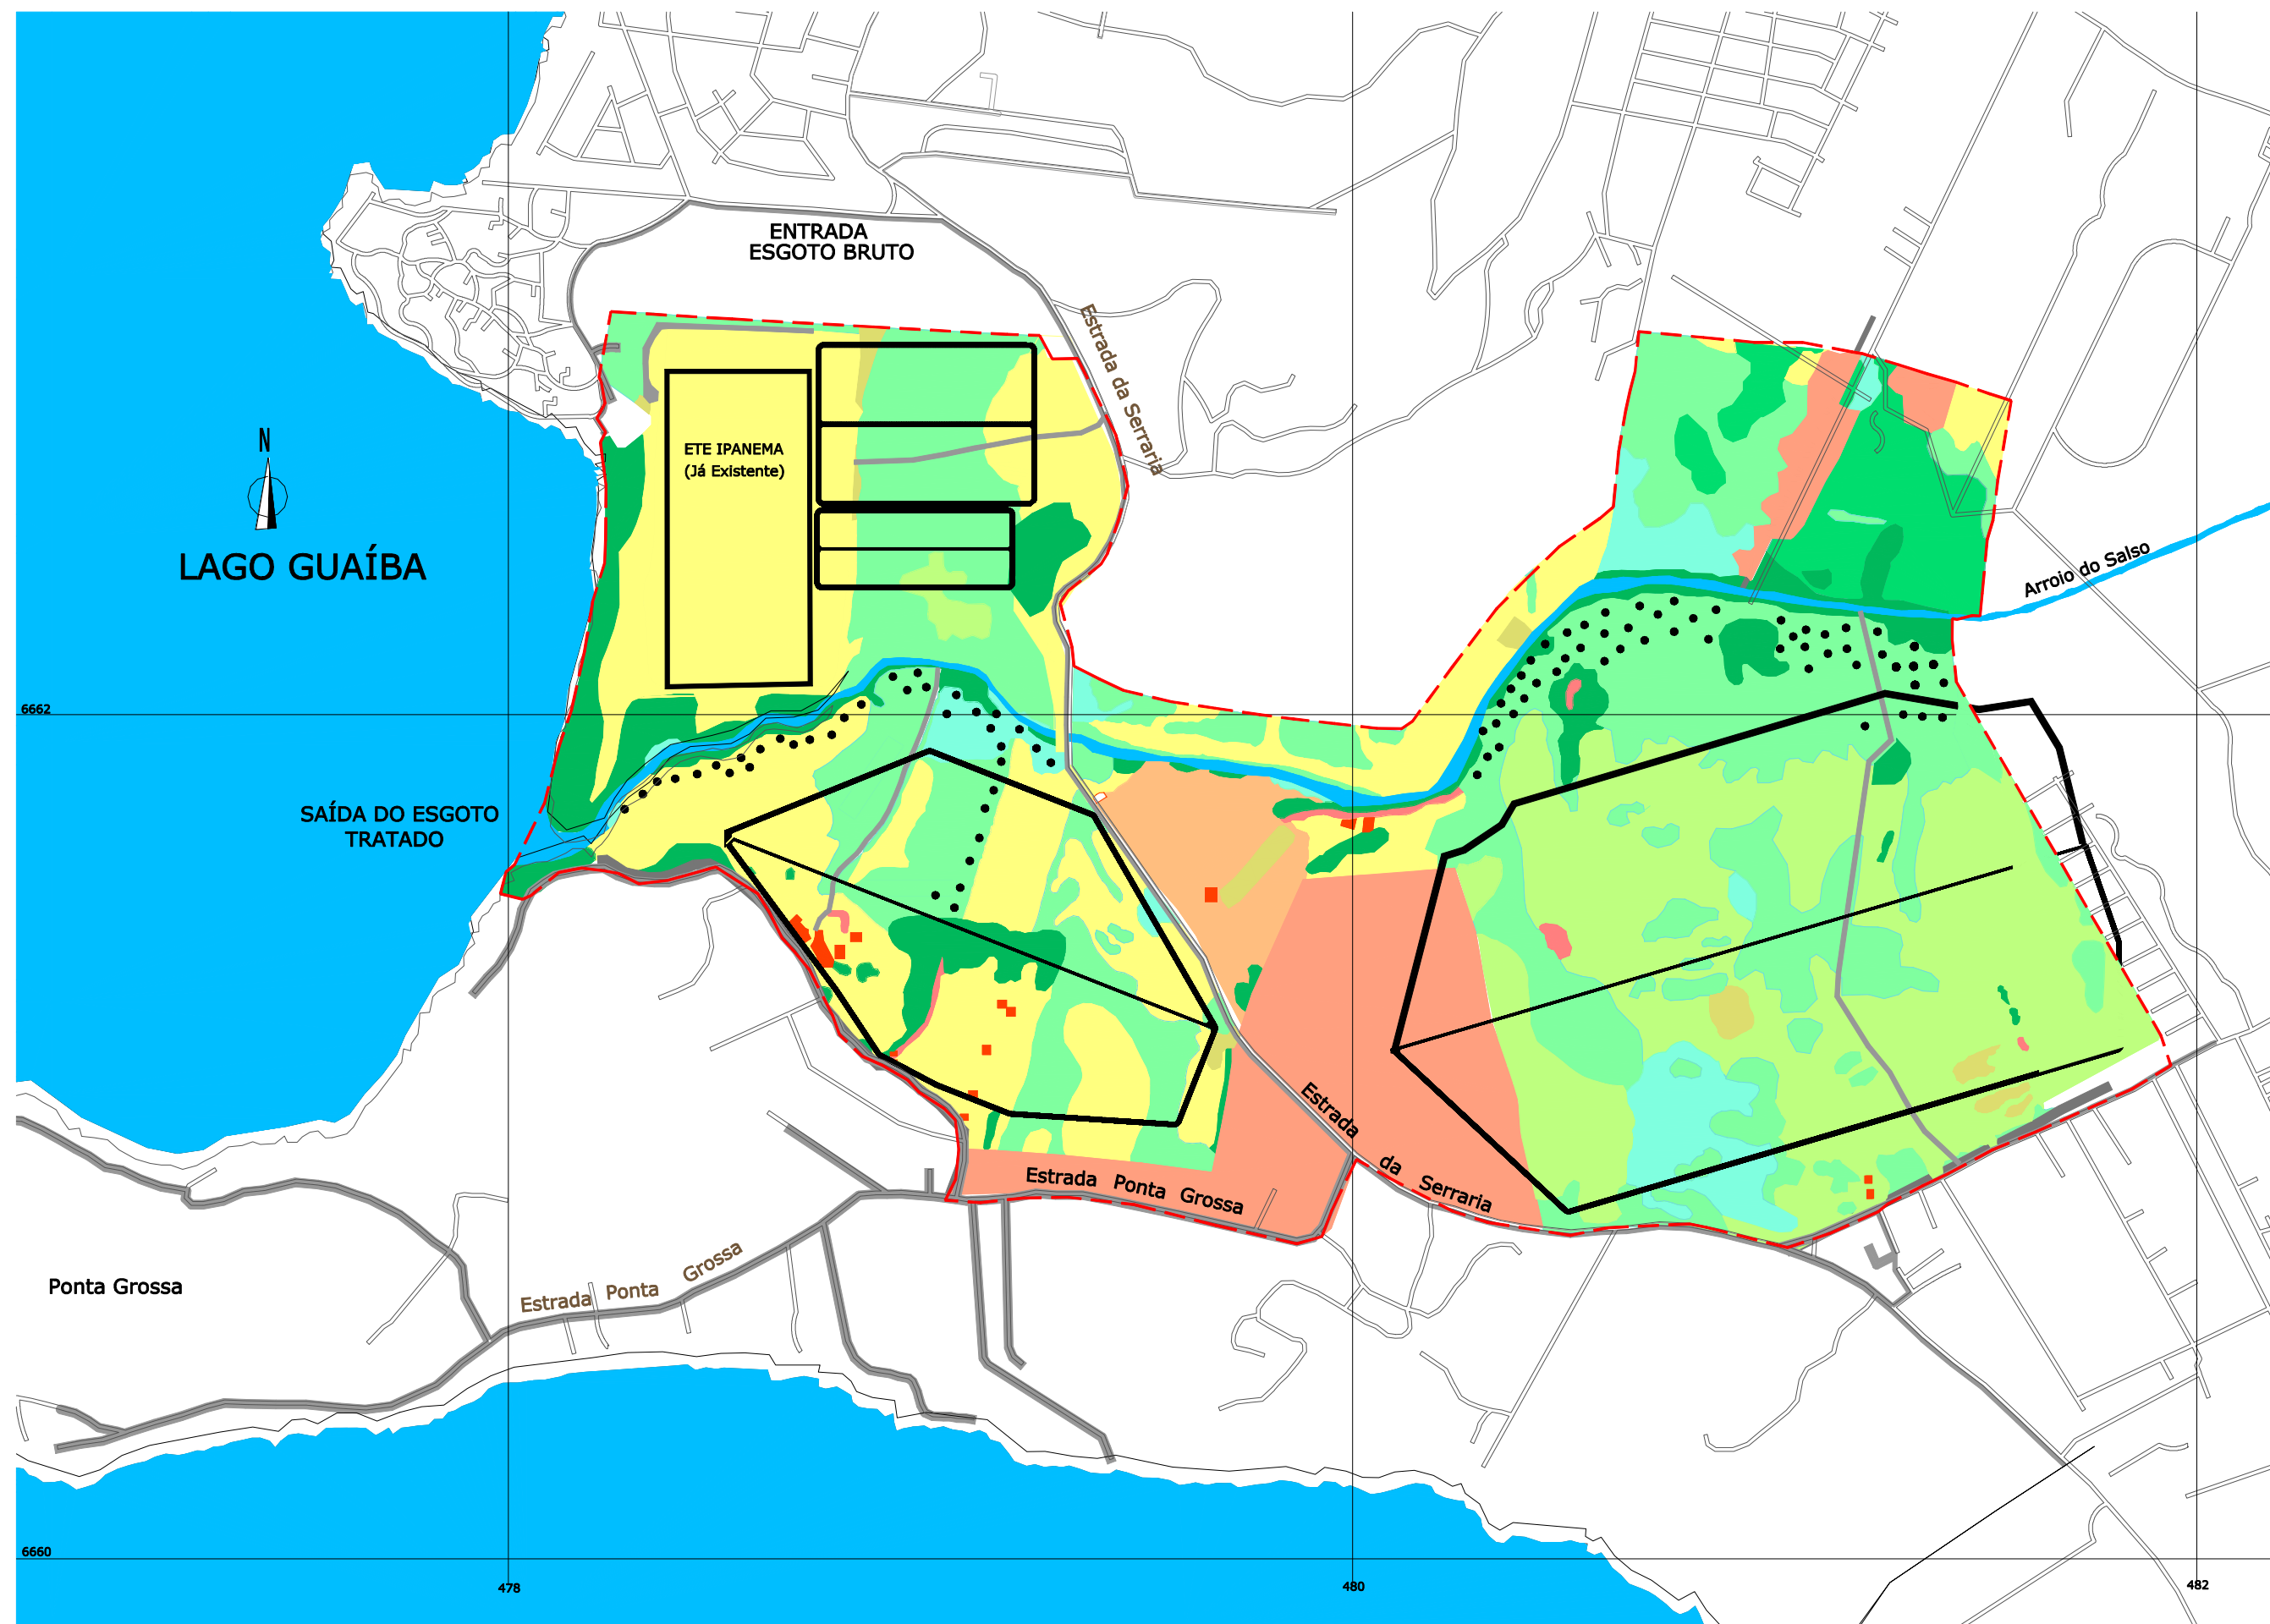 ENTRADA
ESGOTO BRUTO
Estrada da Serraria
N
ETE IPANEMA
(Já Existente)
LAGO GUAÍBA
Arroio do Salso
6662
SAÍDA DO ESGOTO
TRATADO
Estrada
da Serraria
Estrada Ponta Grossa
Estrada Ponta Grossa
Ponta Grossa
6660
478
480
482